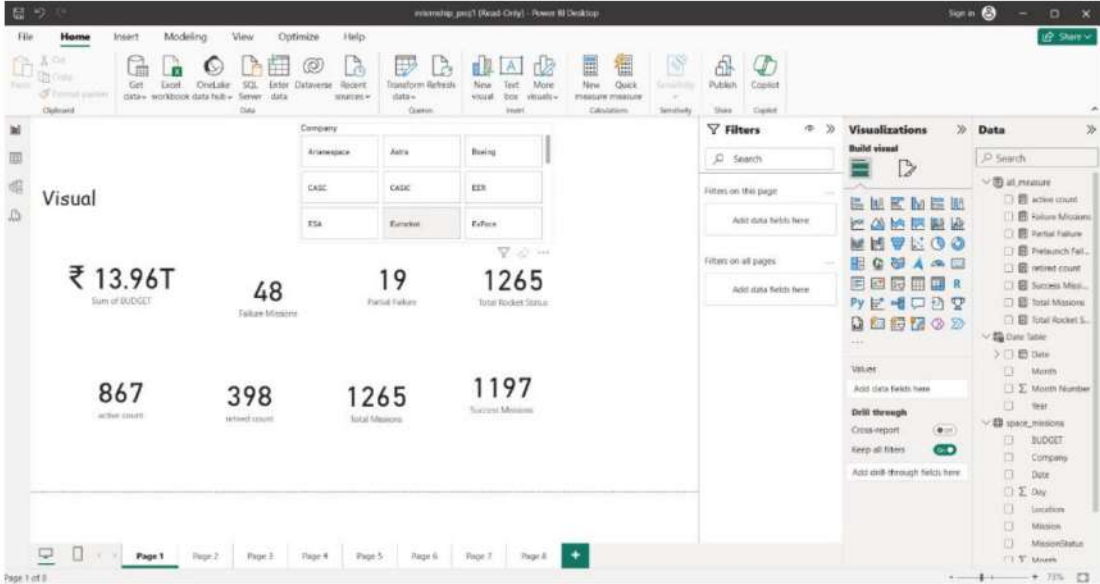 internship_proj1 (Read-Only) - Power BI Desktop
Sign in
File Home Insert Modeling View Optimize Help
Share
Paste
Cut
Copy
Format painter
Clipboard
Get data
Excel workbook
OneLake data hub
SQL Server
Enter data
Dataverse
Recent sources
Data
Transform data
Refresh
Queries
New visual
Text box
More visuals
Insert
New measure
Quick measure
Calculations
Sensitivity
Sensitivity
Publish
Share
Copilot
Copilot
Visual
Company
Arianespace Astra Boeing
CASC CASIC EER
ESA Eurockot ExPace
₹ 13.96T
Sum of BUDGET
48
Failure Missions
19
Partial Failure
1265
Total Rocket Status
867
active count
398
retired count
1265
Total Missions
1197
Success Missions
Filters
Search
Filters on this page
Add data fields here
Filters on all pages
Add data fields here
Visualizations
Build visual
R
Py
Values
Add data fields here
Drill through
Cross-report
Off
Keep all filters
On
Add drill-through fields here
Data
Search
all_measure
active count
Failure Missions
Partial Failure
Prelaunch Fail...
retired count
Success Missi...
Total Missions
Total Rocket S...
Date Table
Date
Month
Month Number
Year
space_missions
BUDGET
Company
Date
Day
Location
Mission
MissionStatus
Month
Page 1 Page 2 Page 3 Page 4 Page 5 Page 6 Page 7 Page 8
Page 1 of 8
73%